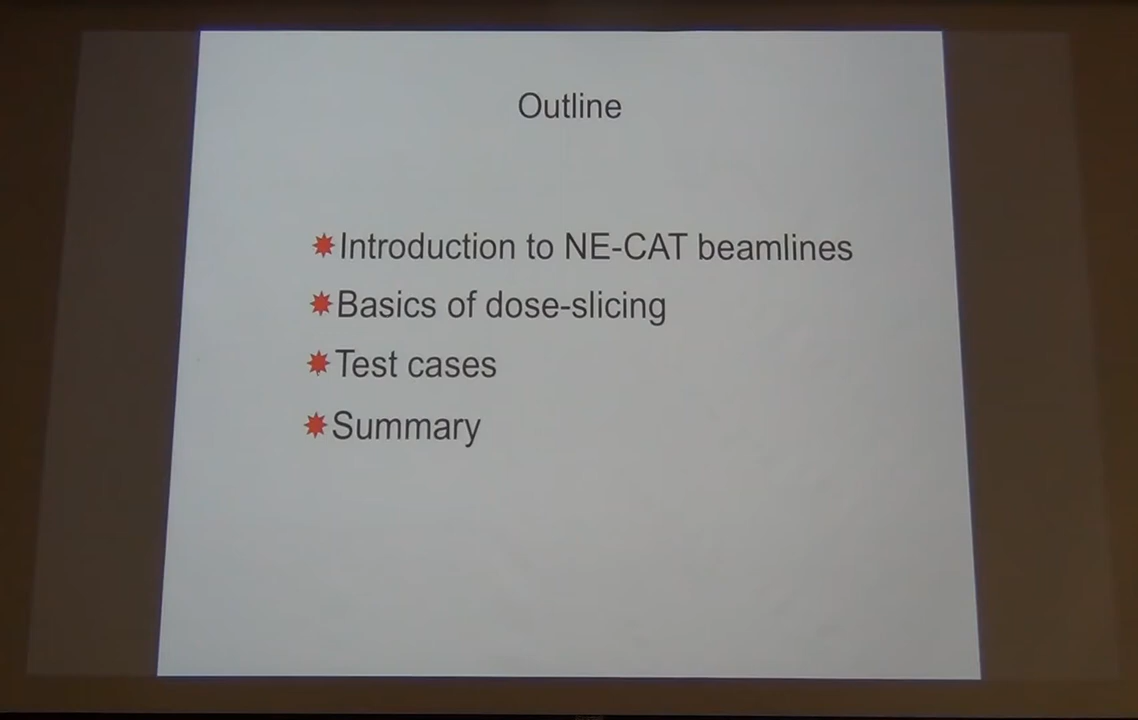 Outline
Introduction to NE-CAT beamlines
Basics of dose-slicing
Test cases
Summary